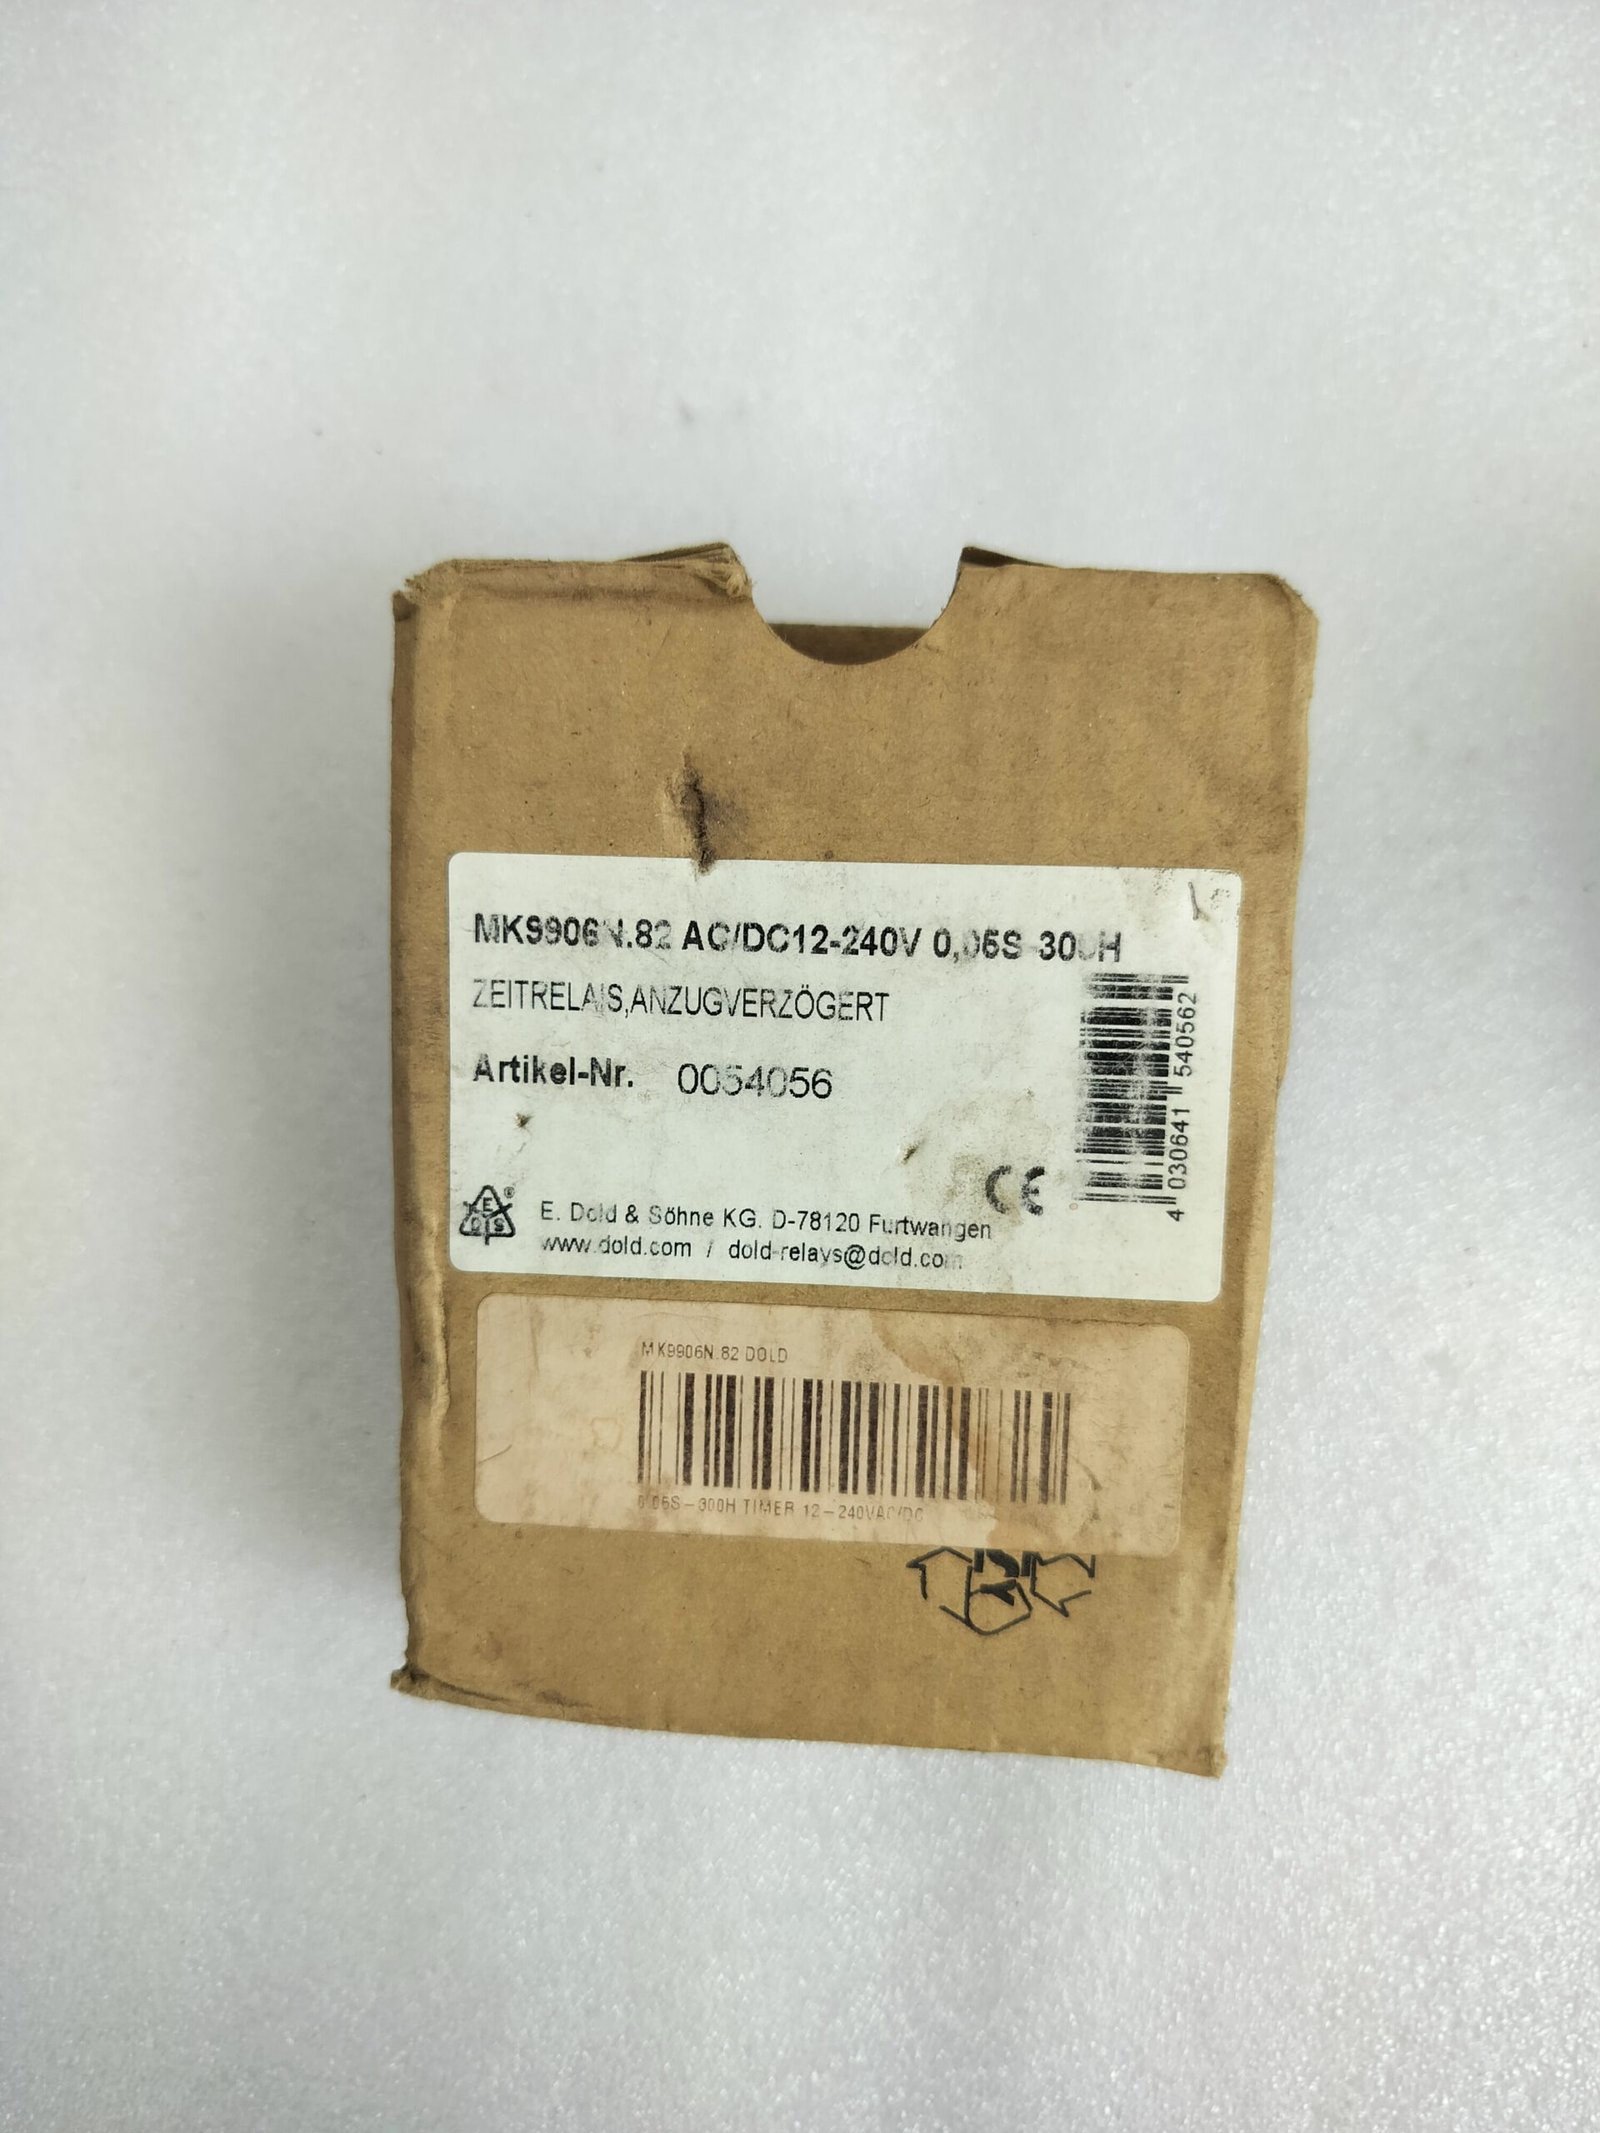 MK9906N.82 AC/DC12-240V 0,05S-300H
ZEITRELAIS,ANZUGVERZÖGERT
Artikel-Nr. 0054056
4 030641 540562
CE
E. Dold & Söhne KG. D-78120 Furtwangen
www.dold.com / dold-relays@dold.com
MK9906N.82 DOLD
0.05S-300H TIMER 12-240VAC/DC